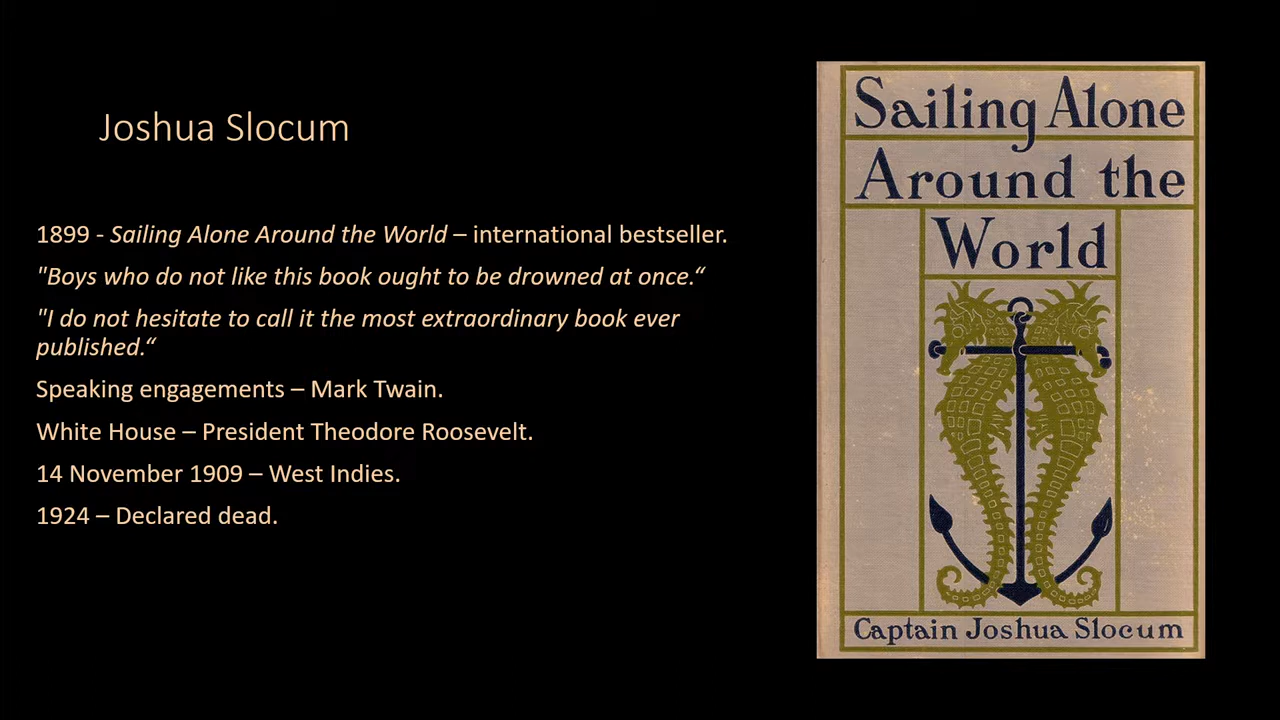 Joshua Slocum
1899 - Sailing Alone Around the World – international bestseller.
"Boys who do not like this book ought to be drowned at once.“
"I do not hesitate to call it the most extraordinary book ever
published.“
Speaking engagements – Mark Twain.
White House – President Theodore Roosevelt.
14 November 1909 – West Indies.
1924 – Declared dead.
Sailing Alone
Around the
World
Captain Joshua Slocum